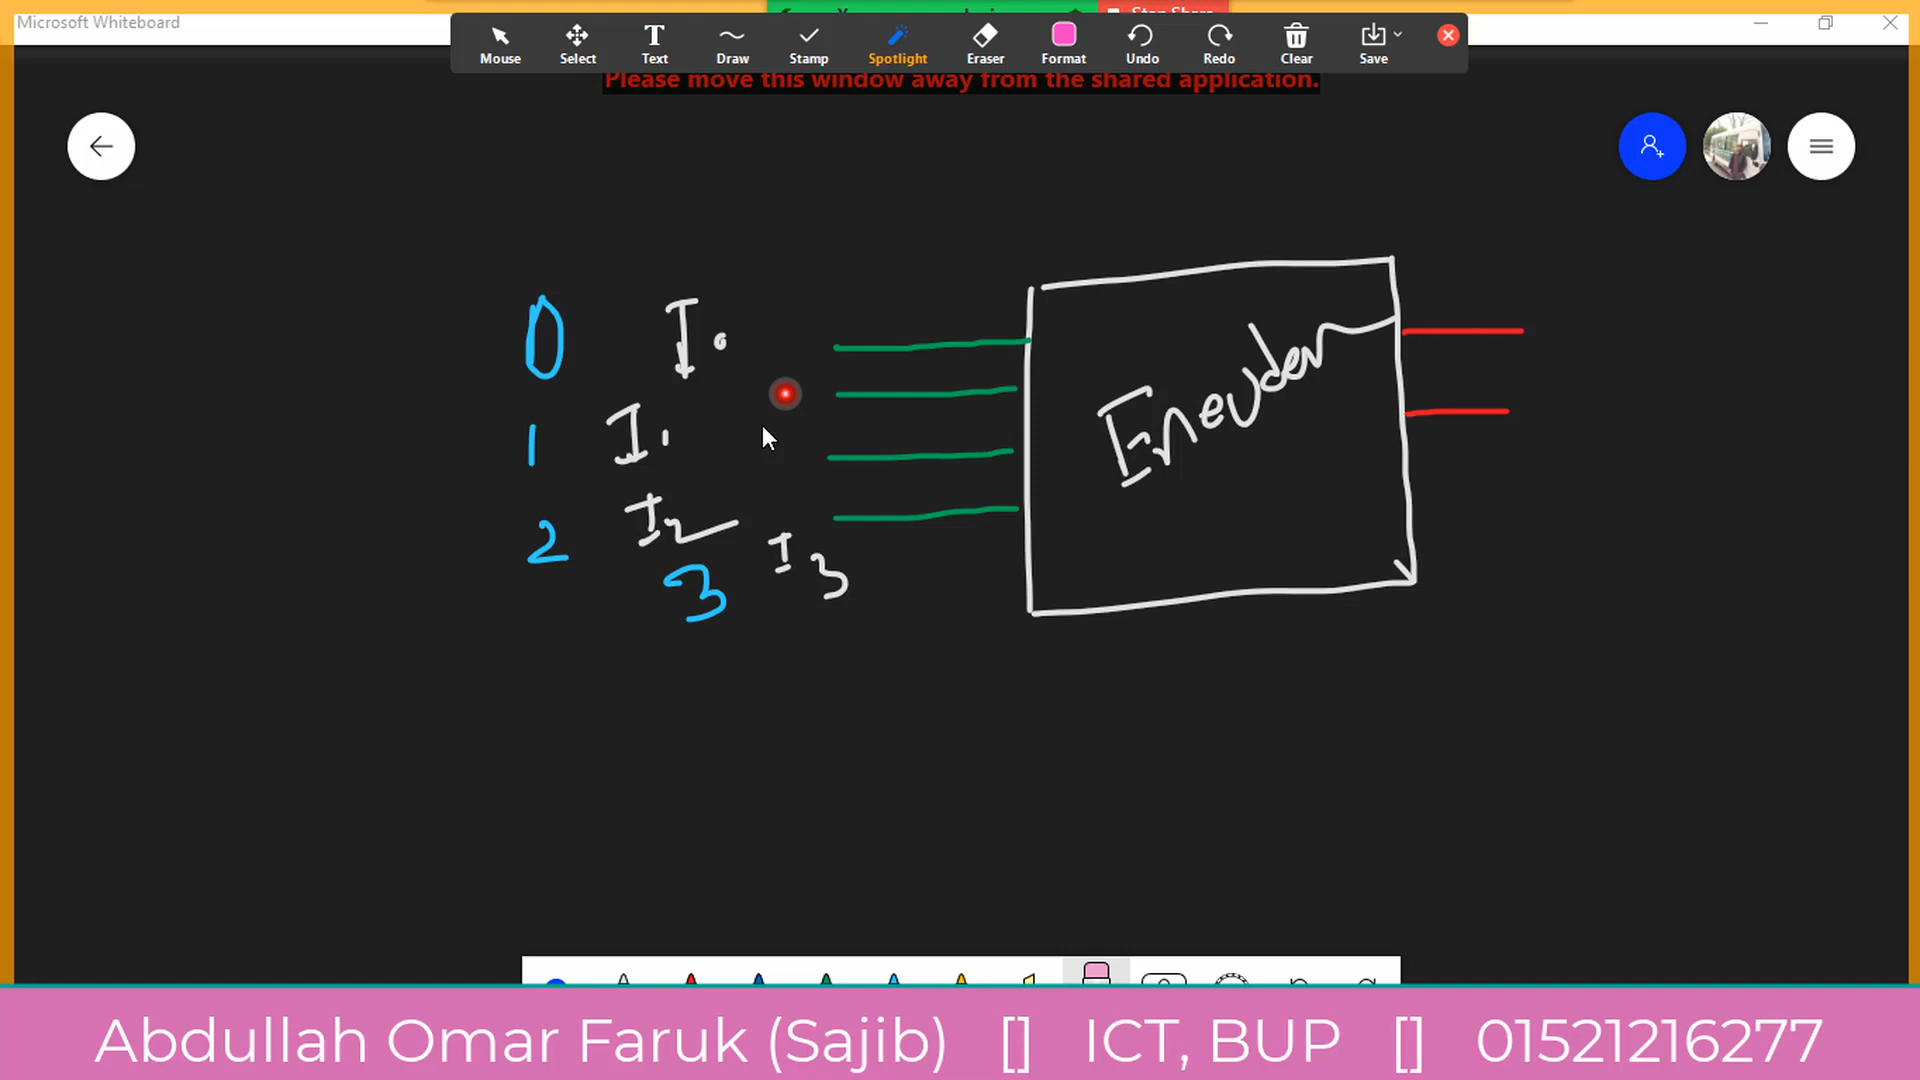 Microsoft Whiteboard
Mouse Select Text Draw Stamp Spotlight Eraser Format Undo Redo Clear Save
Please move this window away from the shared application.
0 I0
1 I1
2 I2
3 I3
Encoder
Abdullah Omar Faruk (Sajib) [] ICT, BUP [] 01521216277